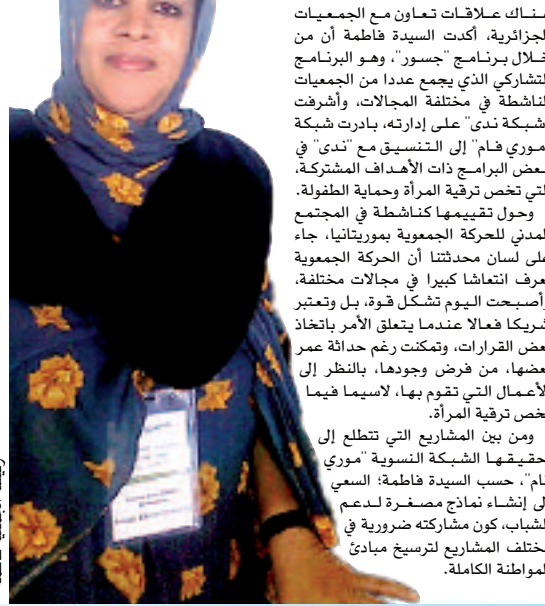 هناك علاقات تعاون مع الجمعيات
الجزائرية، أكدت السيدة فاطمة أن من
خلال برنامج "جسور"، وهو البرنامج
التشاركي الذي يجمع عددا من الجمعيات
الناشطة في مختلفة المجالات، وأشرفت
"شبكة ندى" على إدارته، بادرت شبكة
"موري فام" إلى التنسيق مع "ندى" في
بعض البرامج ذات الأهداف المشتركة،
التي تخص ترقية المرأة وحماية الطفولة.
وحول تقييمها كناشطة في المجتمع
المدني للحركة الجمعوية بموريتانيا، جاء
على لسان محدثتنا أن الحركة الجمعوية
تعرف انتعاشا كبيرا في مجالات مختلفة،
وأصبحت اليوم تشكل قوة، بل وتعتبر
شريكا فعالا عندما يتعلق الأمر باتخاذ
بعض القرارات، وتمكنت رغم حداثة عمر
بعضها، من فرض وجودها، بالنظر إلى
الأعمال التي تقوم بها، لاسيما فيما
يخص ترقية المرأة.
ومن بين المشاريع التي تتطلع إلى
تحقيقها الشبكة النسوية "موري
فام"، حسب السيدة فاطمة؛ السعي
إلى إنشاء نماذج مصغرة لدعم
الشباب، كون مشاركته ضرورية في
مختلف المشاريع لترسيخ مبادئ
المواطنة الكاملة.